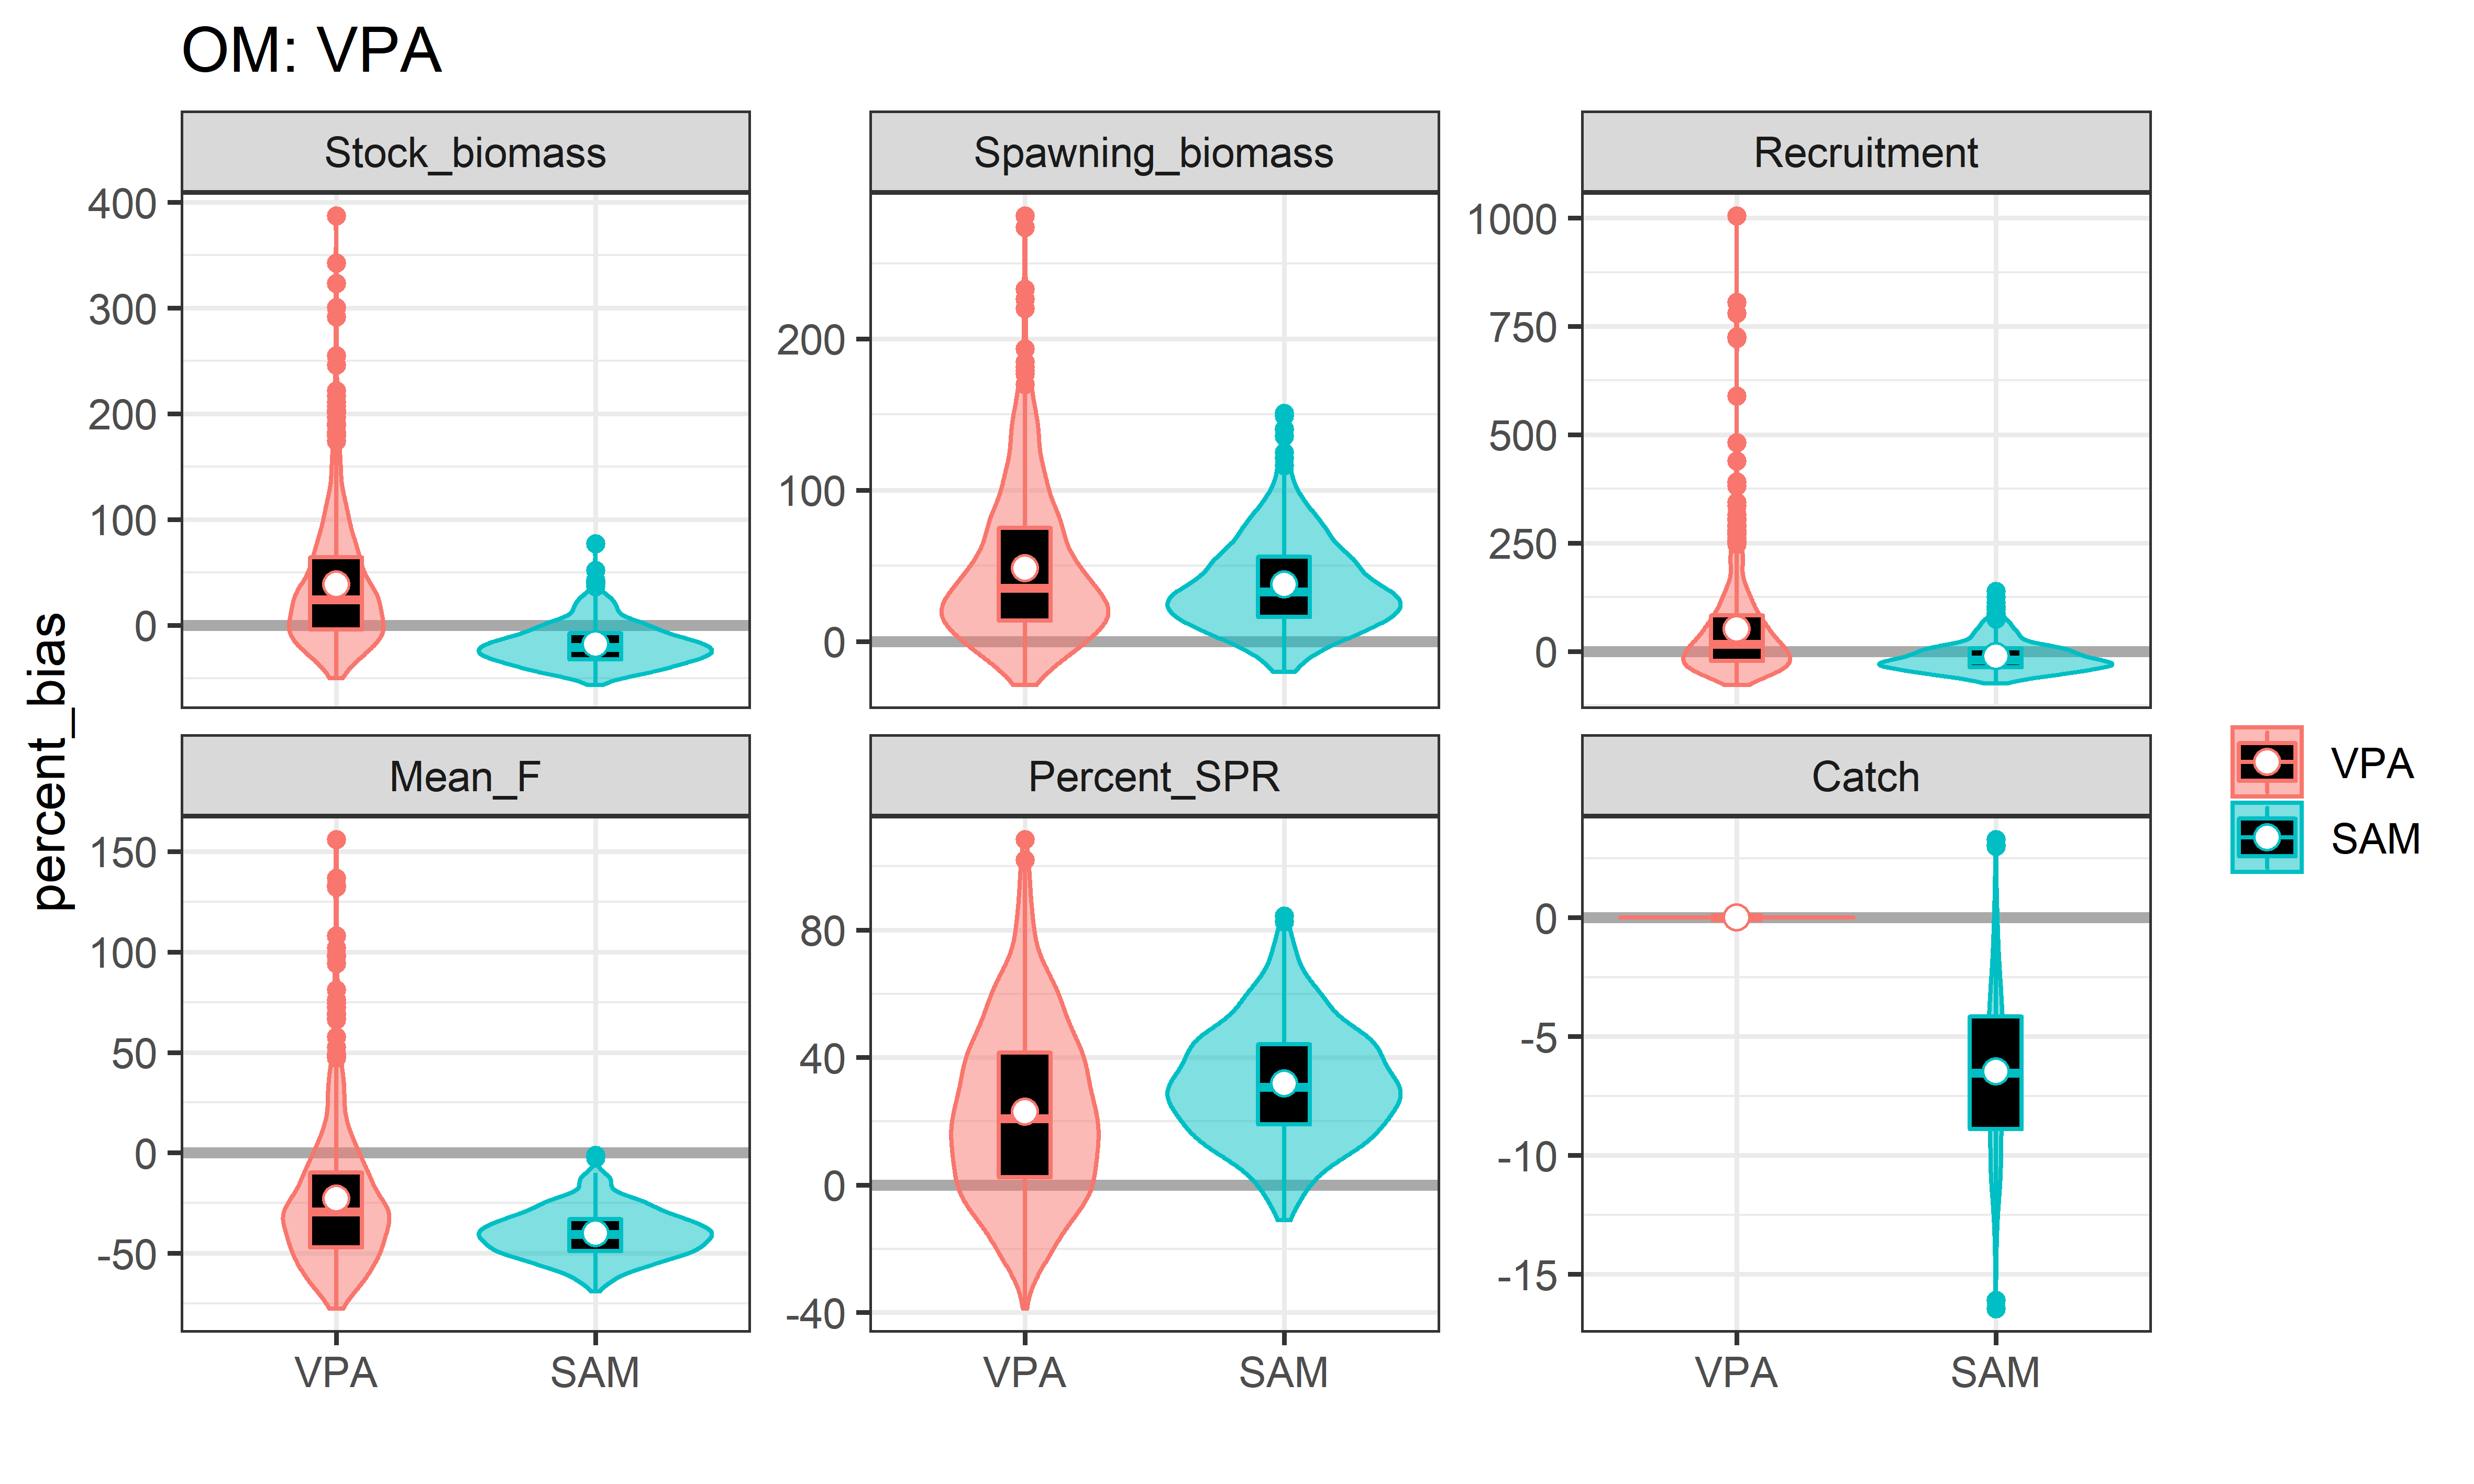 OM: VPA
Stock_biomass
Spawning_biomass
Recruitment
400
300
200
100
0
200
100
0
1000
750
500
250
0
percent_bias
Mean_F
Percent_SPR
Catch
150
100
50
0
-50
80
40
0
-40
0
-5
-10
-15
VPA
SAM
VPA
SAM
VPA
SAM
VPA
SAM